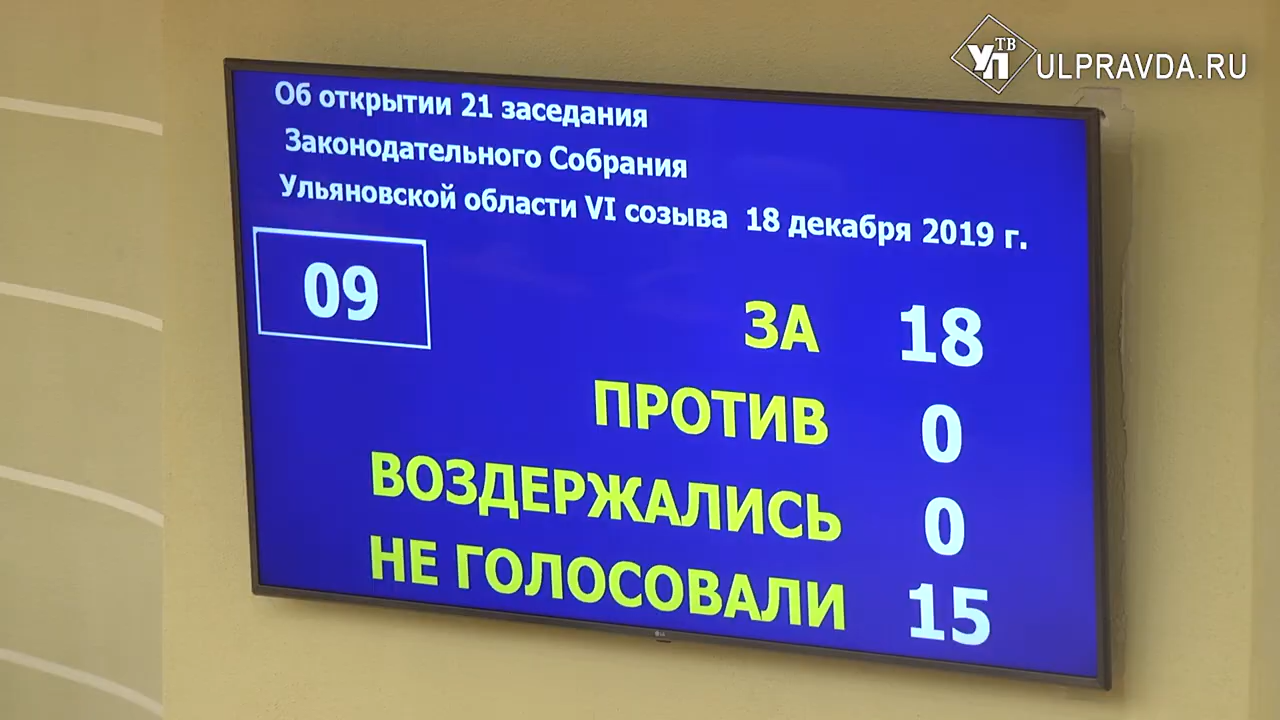 УП ТВ ULPRAVDA.RU
Об открытии 21 заседания
Законодательного Собрания
Ульяновской области VI созыва 18 декабря 2019 г.
09
ЗА 18
ПРОТИВ 0
ВОЗДЕРЖАЛИСЬ 0
НЕ ГОЛОСОВАЛИ 15
LG